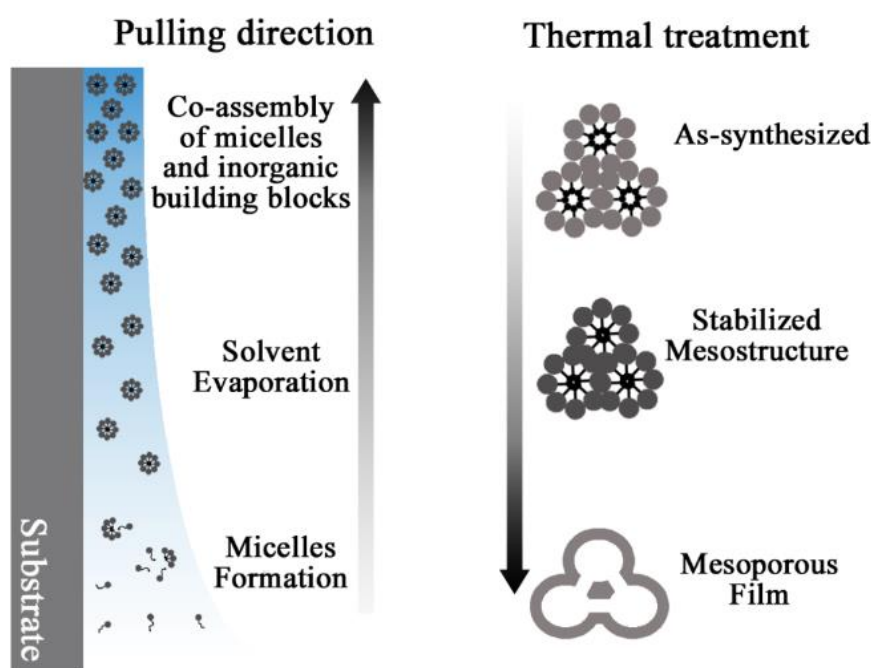 Pulling direction
Co-assembly
of micelles
and inorganic
building blocks
Solvent
Evaporation
Micelles
Formation
Substrate
Thermal treatment
As-synthesized
Stabilized
Mesostructure
Mesoporous
Film